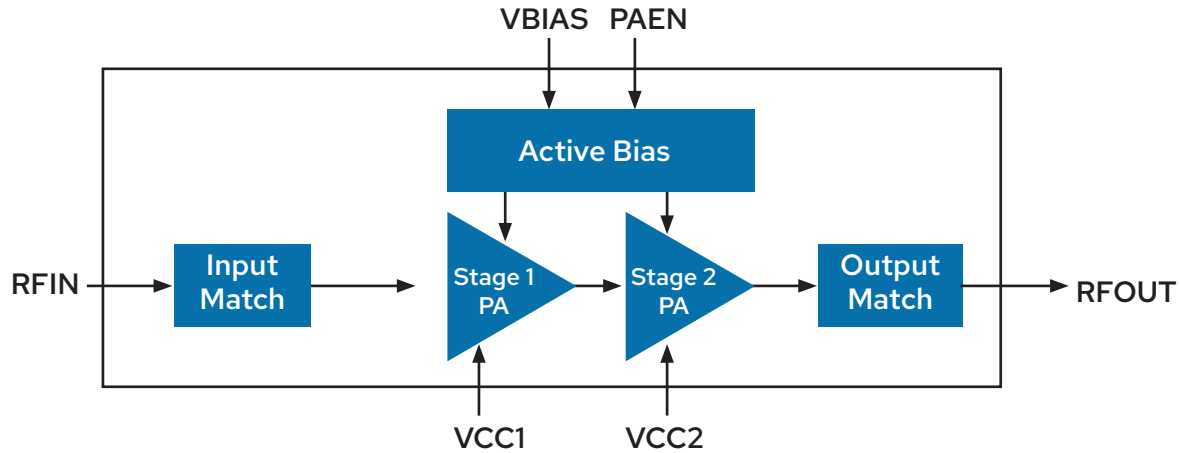 VBIAS PAEN
Active Bias
RFIN
Input
Match
Stage 1
PA
Stage 2
PA
Output
Match
RFOUT
VCC1
VCC2